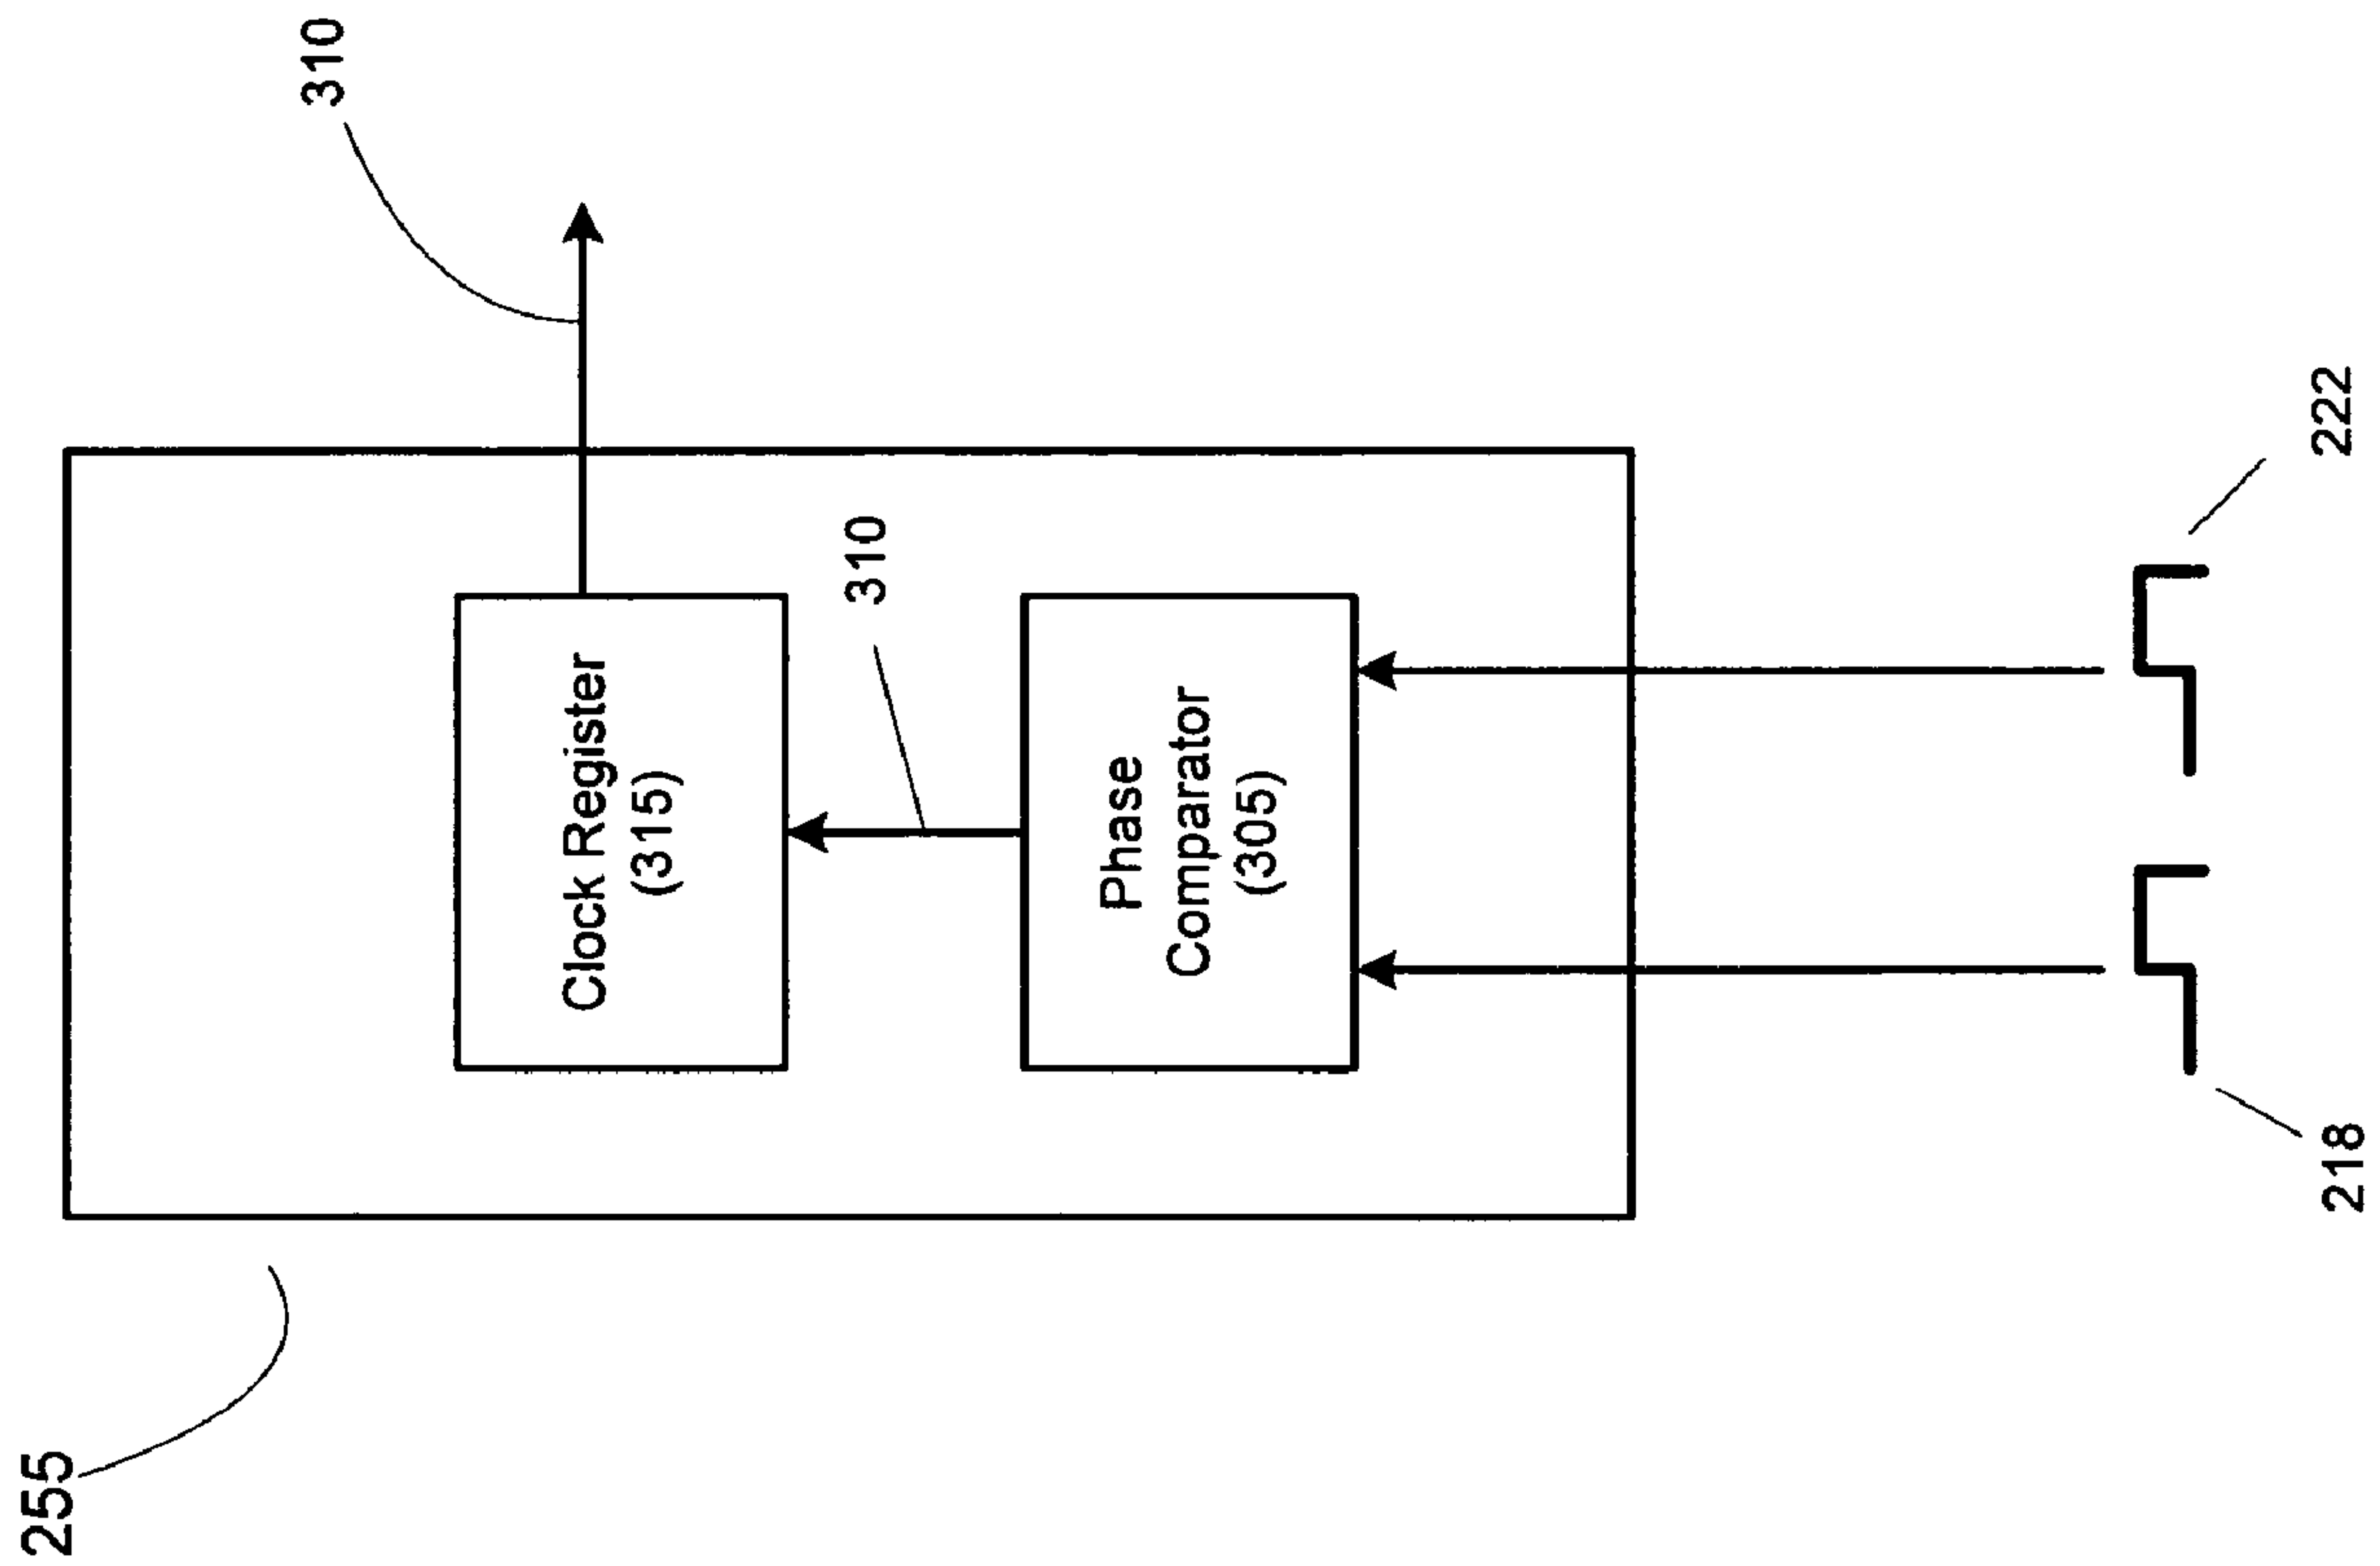 255
310
Clock Register
(315)
310
Phase
Comparator
(305)
218
222